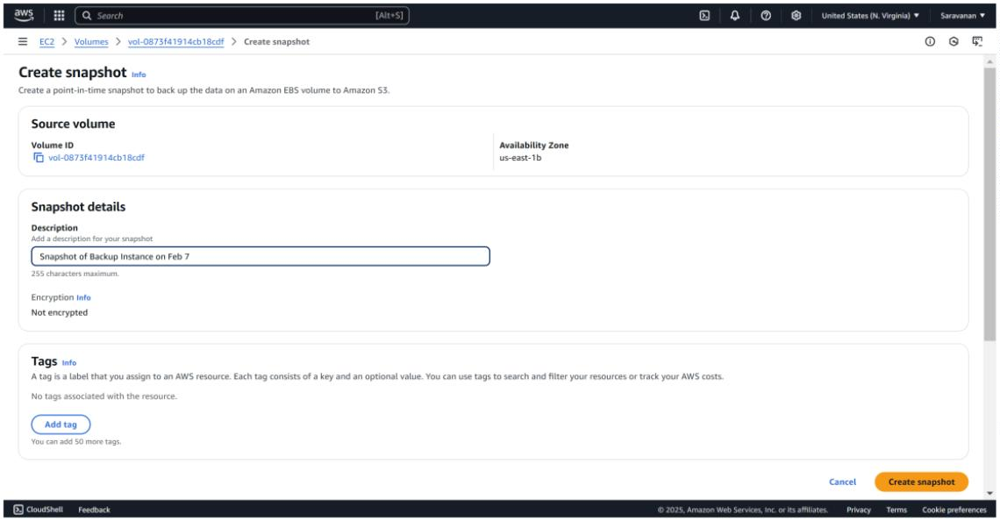 aws
Search [Alt+S]
United States (N. Virginia) ▼ Saravanan ▼
EC2 > Volumes > vol-0873f41914cb18cdf > Create snapshot
Create snapshot Info
Create a point-in-time snapshot to back up the data on an Amazon EBS volume to Amazon S3.
Source volume
Volume ID
vol-0873f41914cb18cdf
Availability Zone
us-east-1b
Snapshot details
Description
Add a description for your snapshot
Snapshot of Backup Instance on Feb 7
255 characters maximum.
Encryption Info
Not encrypted
Tags Info
A tag is a label that you assign to an AWS resource. Each tag consists of a key and an optional value. You can use tags to search and filter your resources or track your AWS costs.
No tags associated with the resource.
Add tag
You can add 50 more tags.
Cancel Create snapshot
CloudShell Feedback © 2025, Amazon Web Services, Inc. or its affiliates. Privacy Terms Cookie preferences